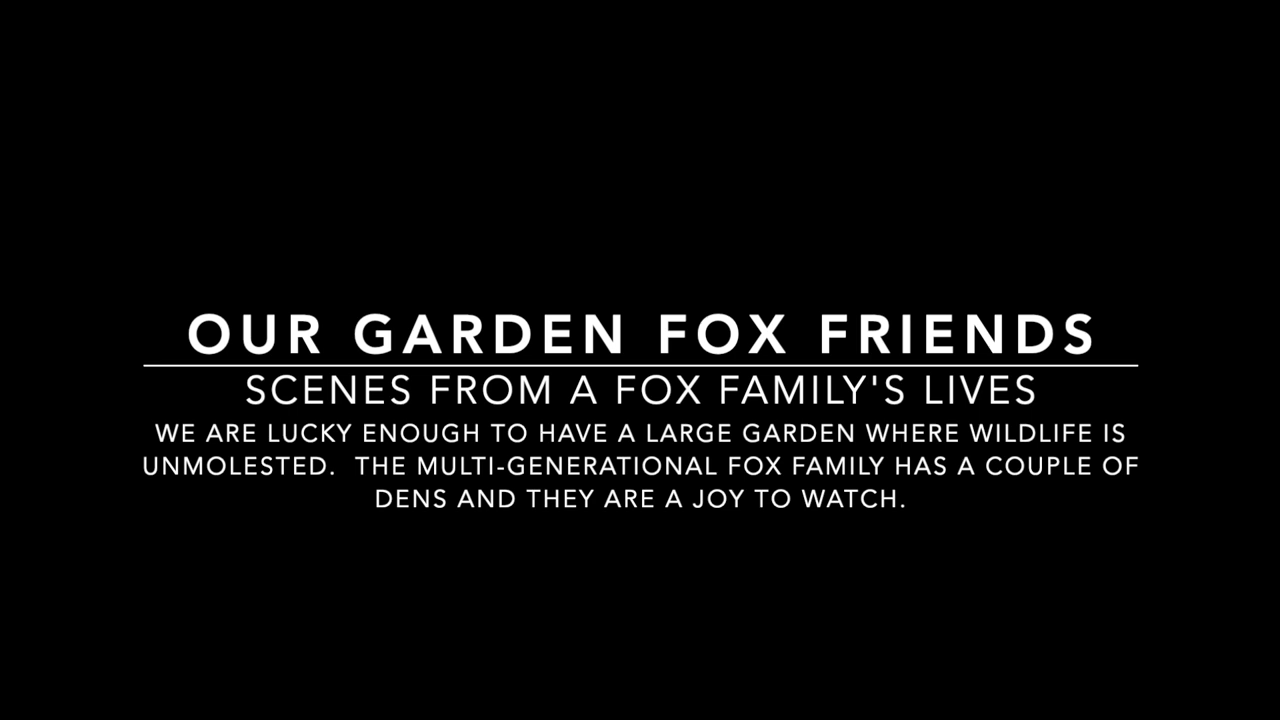 OUR GARDEN FOX FRIENDS
SCENES FROM A FOX FAMILY'S LIVES
WE ARE LUCKY ENOUGH TO HAVE A LARGE GARDEN WHERE WILDLIFE IS
UNMOLESTED.  THE MULTI-GENERATIONAL FOX FAMILY HAS A COUPLE OF
DENS AND THEY ARE A JOY TO WATCH.